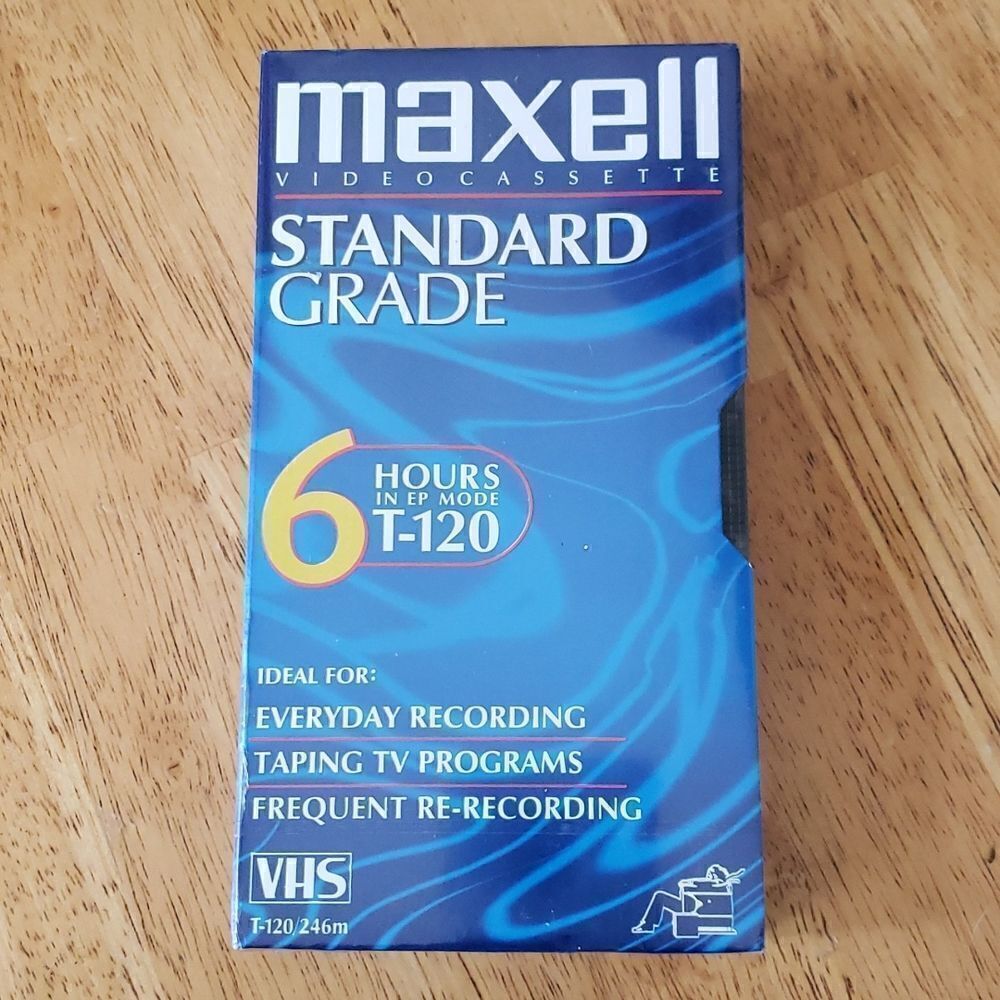 maxell
VIDEOCASSETTE
STANDARD
GRADE
6 HOURS
IN EP MODE
T-120
IDEAL FOR:
EVERYDAY RECORDING
TAPING TV PROGRAMS
FREQUENT RE-RECORDING
VHS
T-120/246m